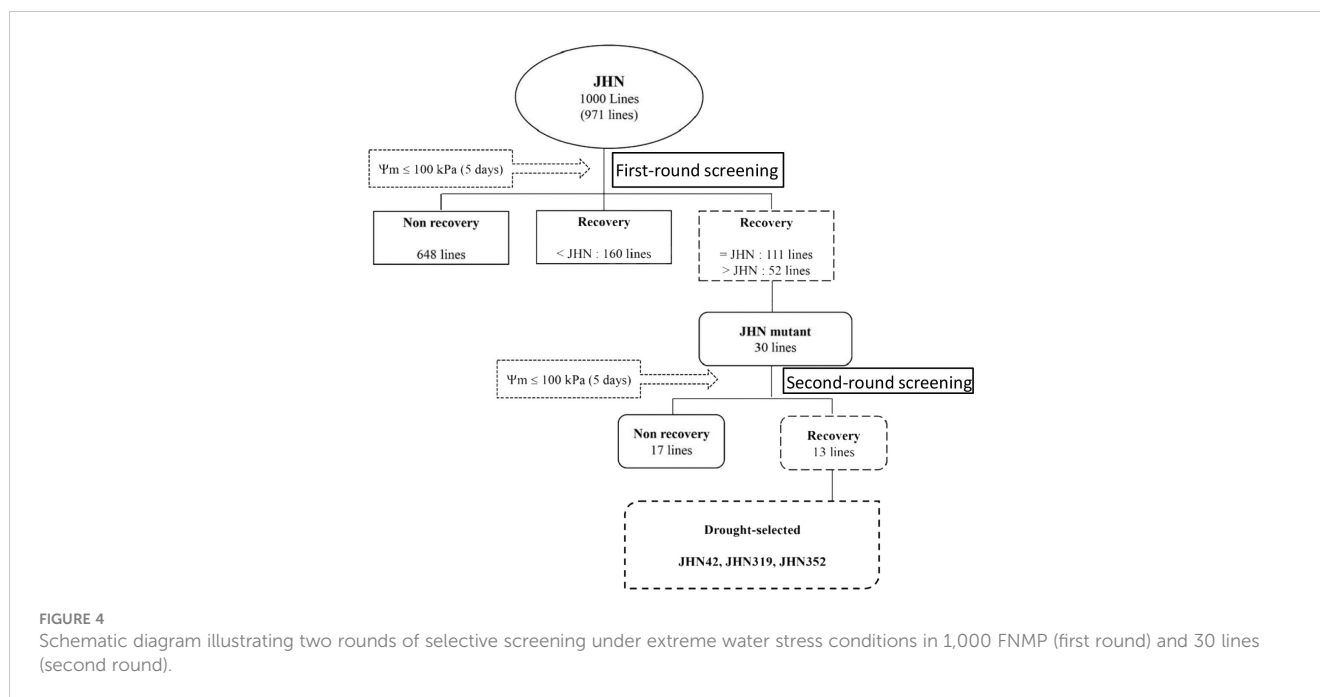 JHN
1000 Lines
(971 lines)
Ψm ≤ 100 kPa (5 days)
First-round screening
Non recovery
648 lines
Recovery
< JHN : 160 lines
Recovery
= JHN : 111 lines
> JHN : 52 lines
JHN mutant
30 lines
Ψm ≤ 100 kPa (5 days)
Second-round screening
Non recovery
17 lines
Recovery
13 lines
Drought-selected
JHN42, JHN319, JHN352
FIGURE 4
Schematic diagram illustrating two rounds of selective screening under extreme water stress conditions in 1,000 FNMP (first round) and 30 lines
(second round).